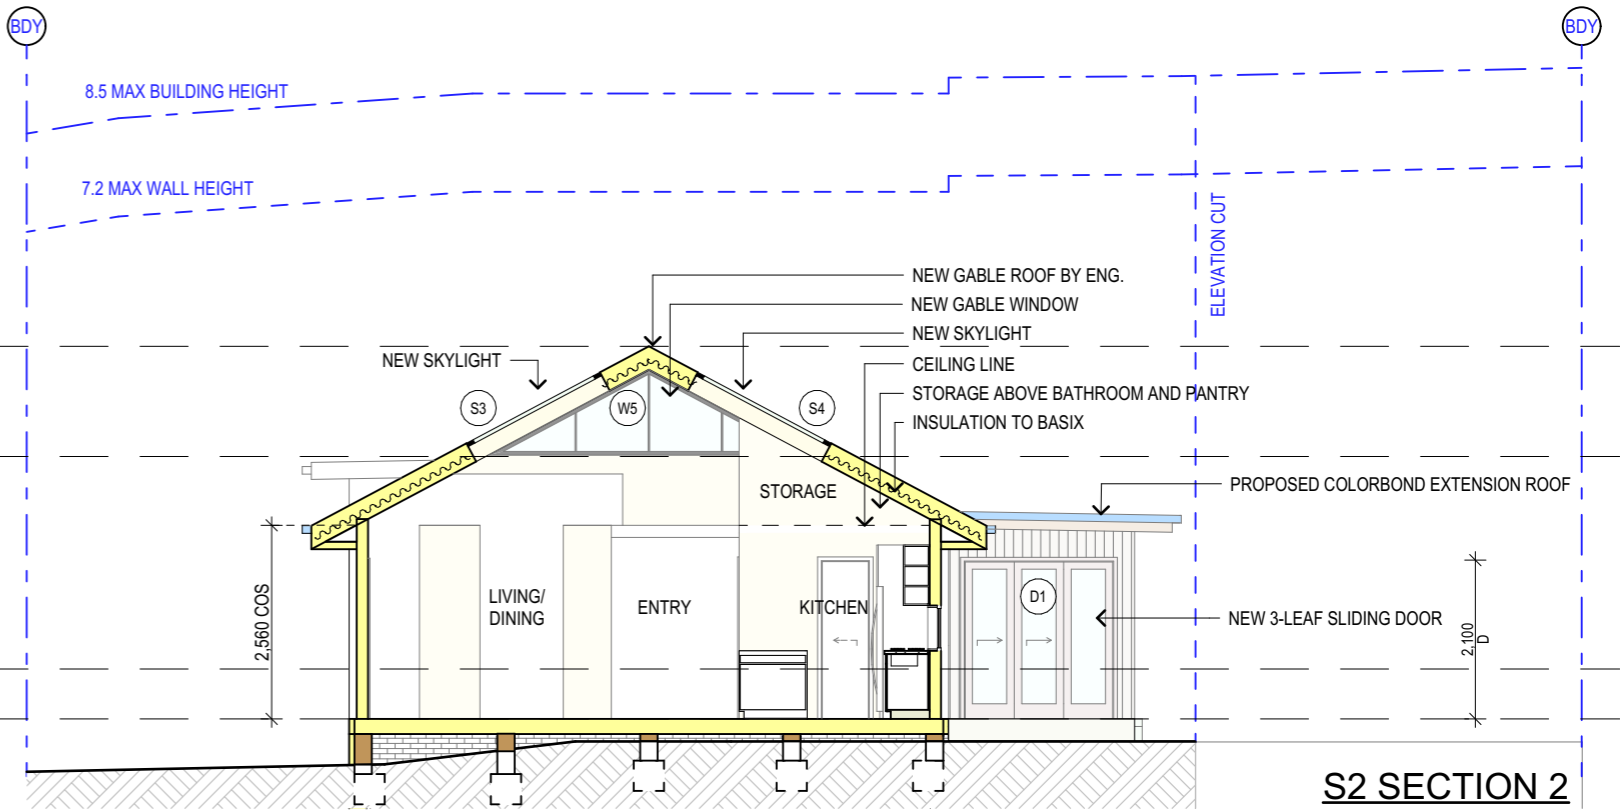 BDY
BDY
8.5 MAX BUILDING HEIGHT
7.2 MAX WALL HEIGHT
ELEVATION CUT
NEW GABLE ROOF BY ENG.
NEW GABLE WINDOW
NEW SKYLIGHT
NEW SKYLIGHT
CEILING LINE
STORAGE ABOVE BATHROOM AND PANTRY
INSULATION TO BASIX
S3
W5
S4
STORAGE
PROPOSED COLORBOND EXTENSION ROOF
LIVING/
DINING
ENTRY
KITCHEN
D1
NEW 3-LEAF SLIDING DOOR
2,560 COS
2,100
D
S2 SECTION 2